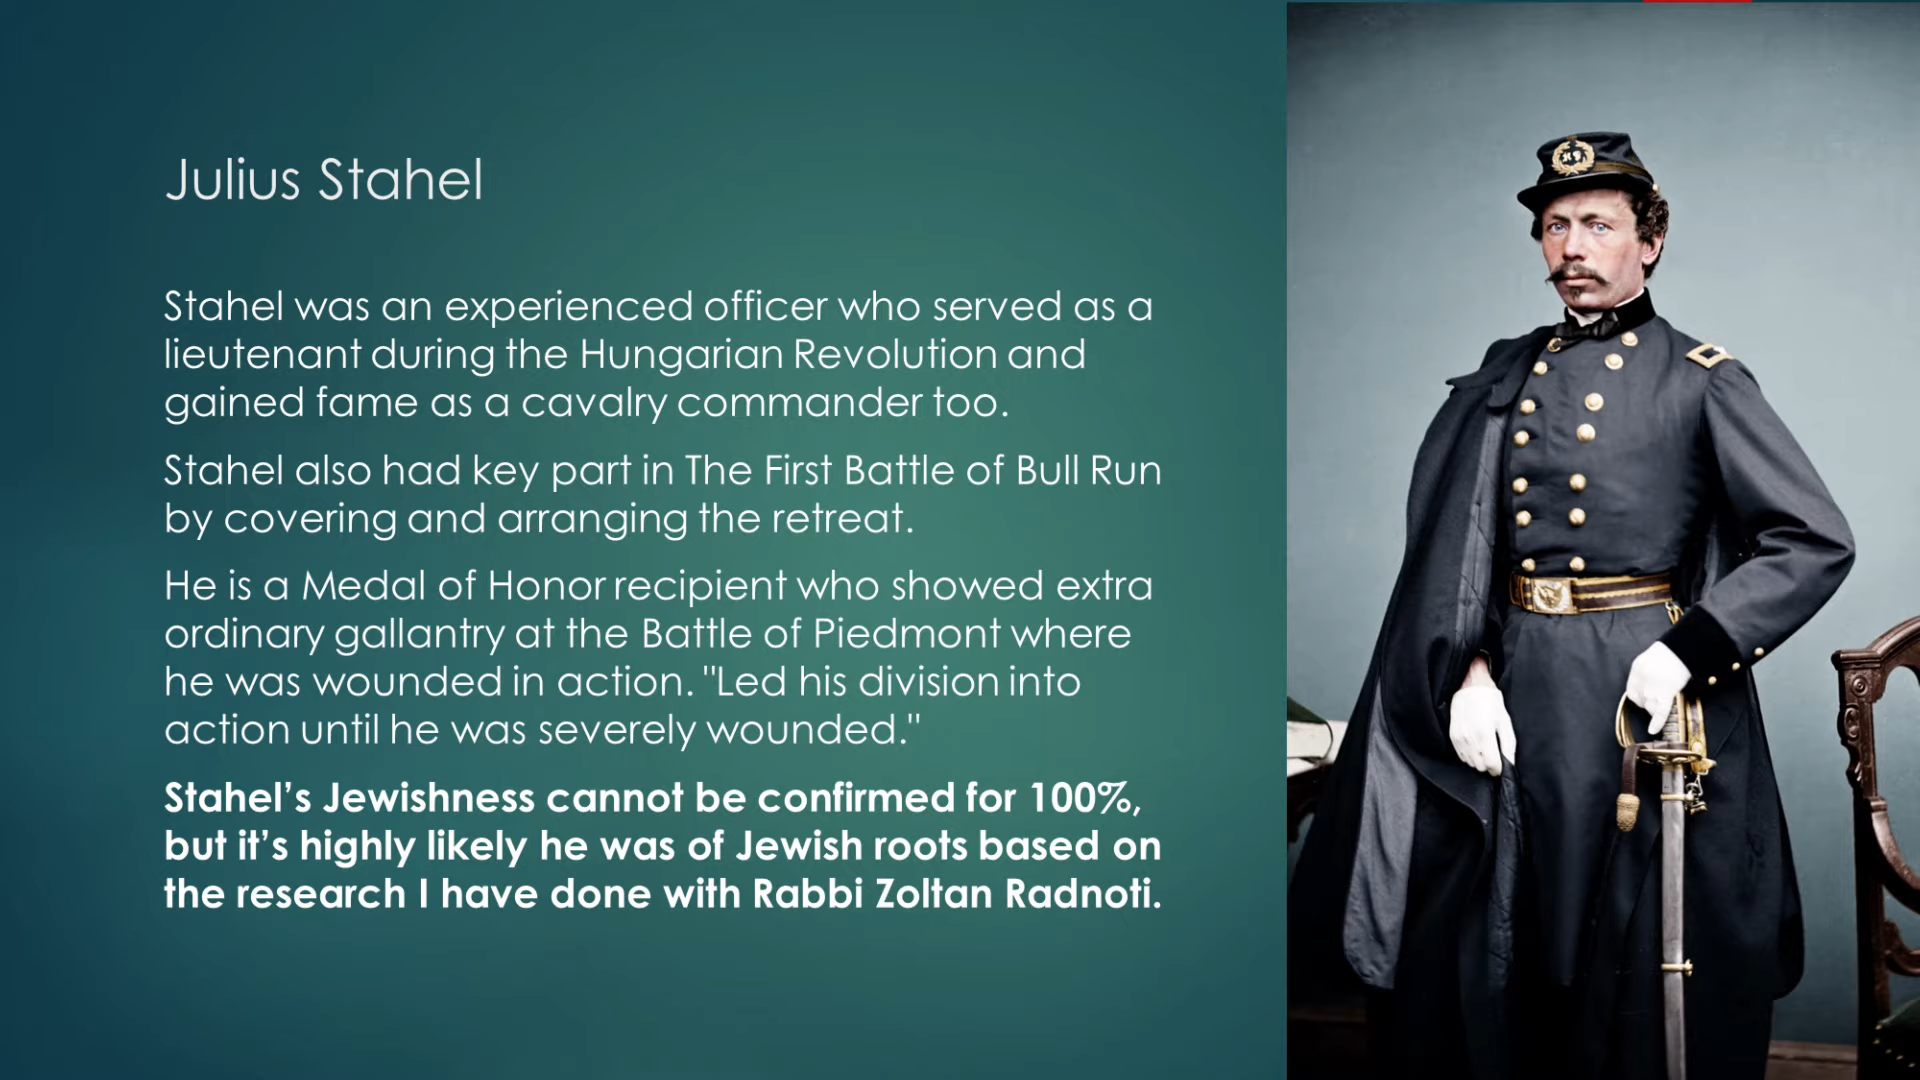 Julius Stahel
Stahel was an experienced officer who served as a
lieutenant during the Hungarian Revolution and
gained fame as a cavalry commander too.
Stahel also had key part in The First Battle of Bull Run
by covering and arranging the retreat.
He is a Medal of Honor recipient who showed extra
ordinary gallantry at the Battle of Piedmont where
he was wounded in action. "Led his division into
action until he was severely wounded."
Stahel’s Jewishness cannot be confirmed for 100%,
but it’s highly likely he was of Jewish roots based on
the research I have done with Rabbi Zoltan Radnoti.